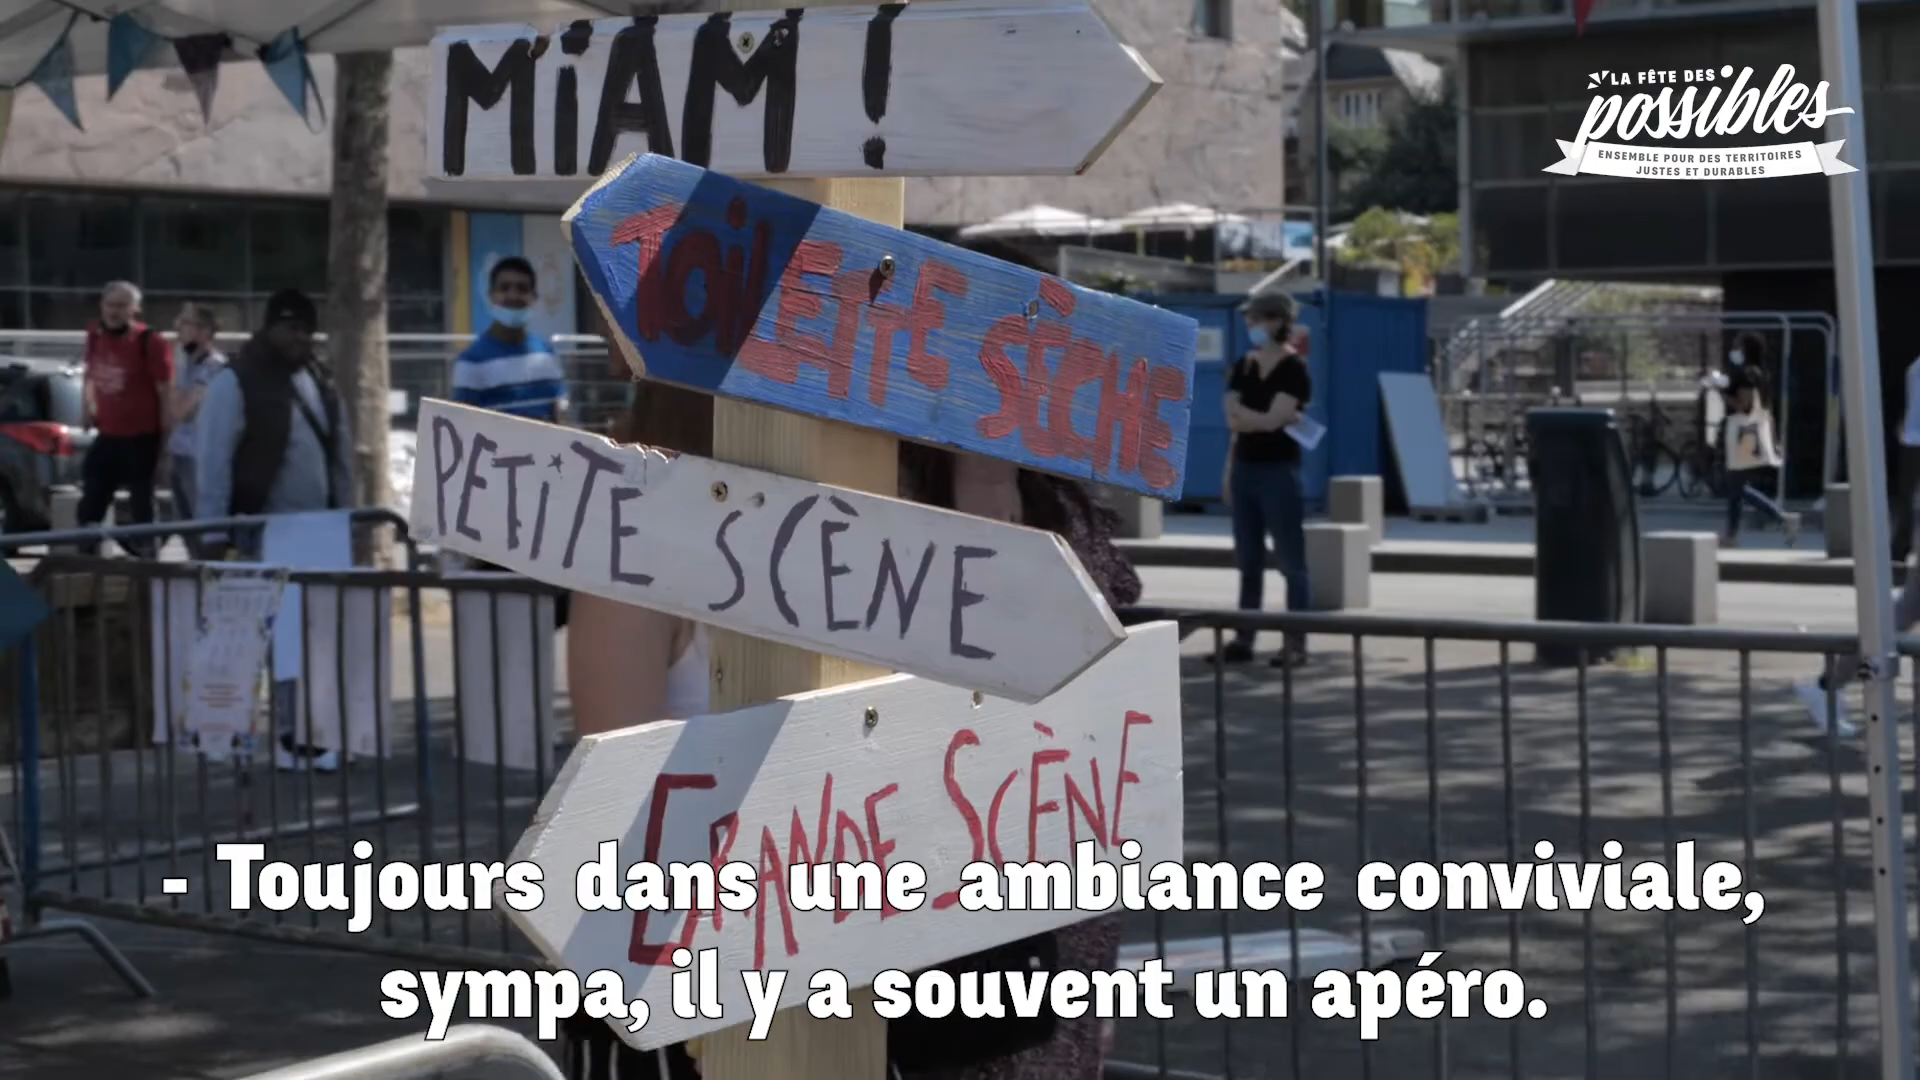 MiAM !
LA FÊTE DES
possibles
ENSEMBLE POUR DES TERRITOIRES
JUSTES ET DURABLES
TOiLETTE SÈCHE
PETiTE SCÈNE
GRANDE SCÈNE
- Toujours dans une ambiance conviviale,
sympa, il y a souvent un apéro.